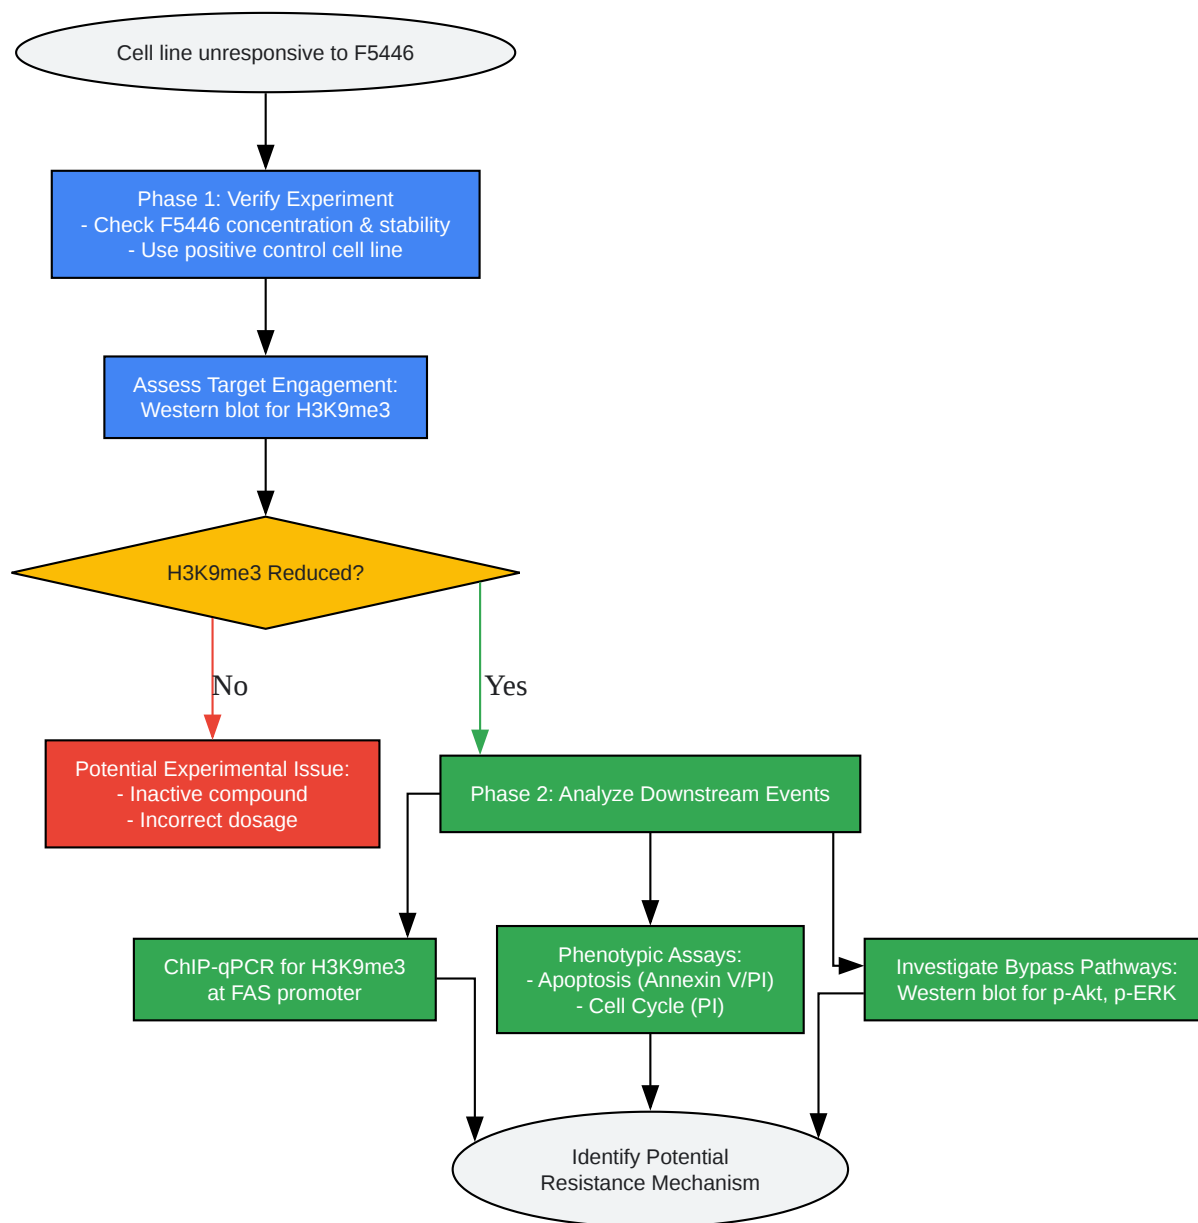 Cell line unresponsive to F5446
Phase 1: Verify Experiment
- Check F5446 concentration & stability
- Use positive control cell line
Assess Target Engagement:
Western blot for H3K9me3
H3K9me3 Reduced?
No
Yes
Potential Experimental Issue:
- Inactive compound
- Incorrect dosage
Phase 2: Analyze Downstream Events
ChIP-qPCR for H3K9me3
at FAS promoter
Phenotypic Assays:
- Apoptosis (Annexin V/PI)
- Cell Cycle (PI)
Investigate Bypass Pathways:
Western blot for p-Akt, p-ERK
Identify Potential
Resistance Mechanism